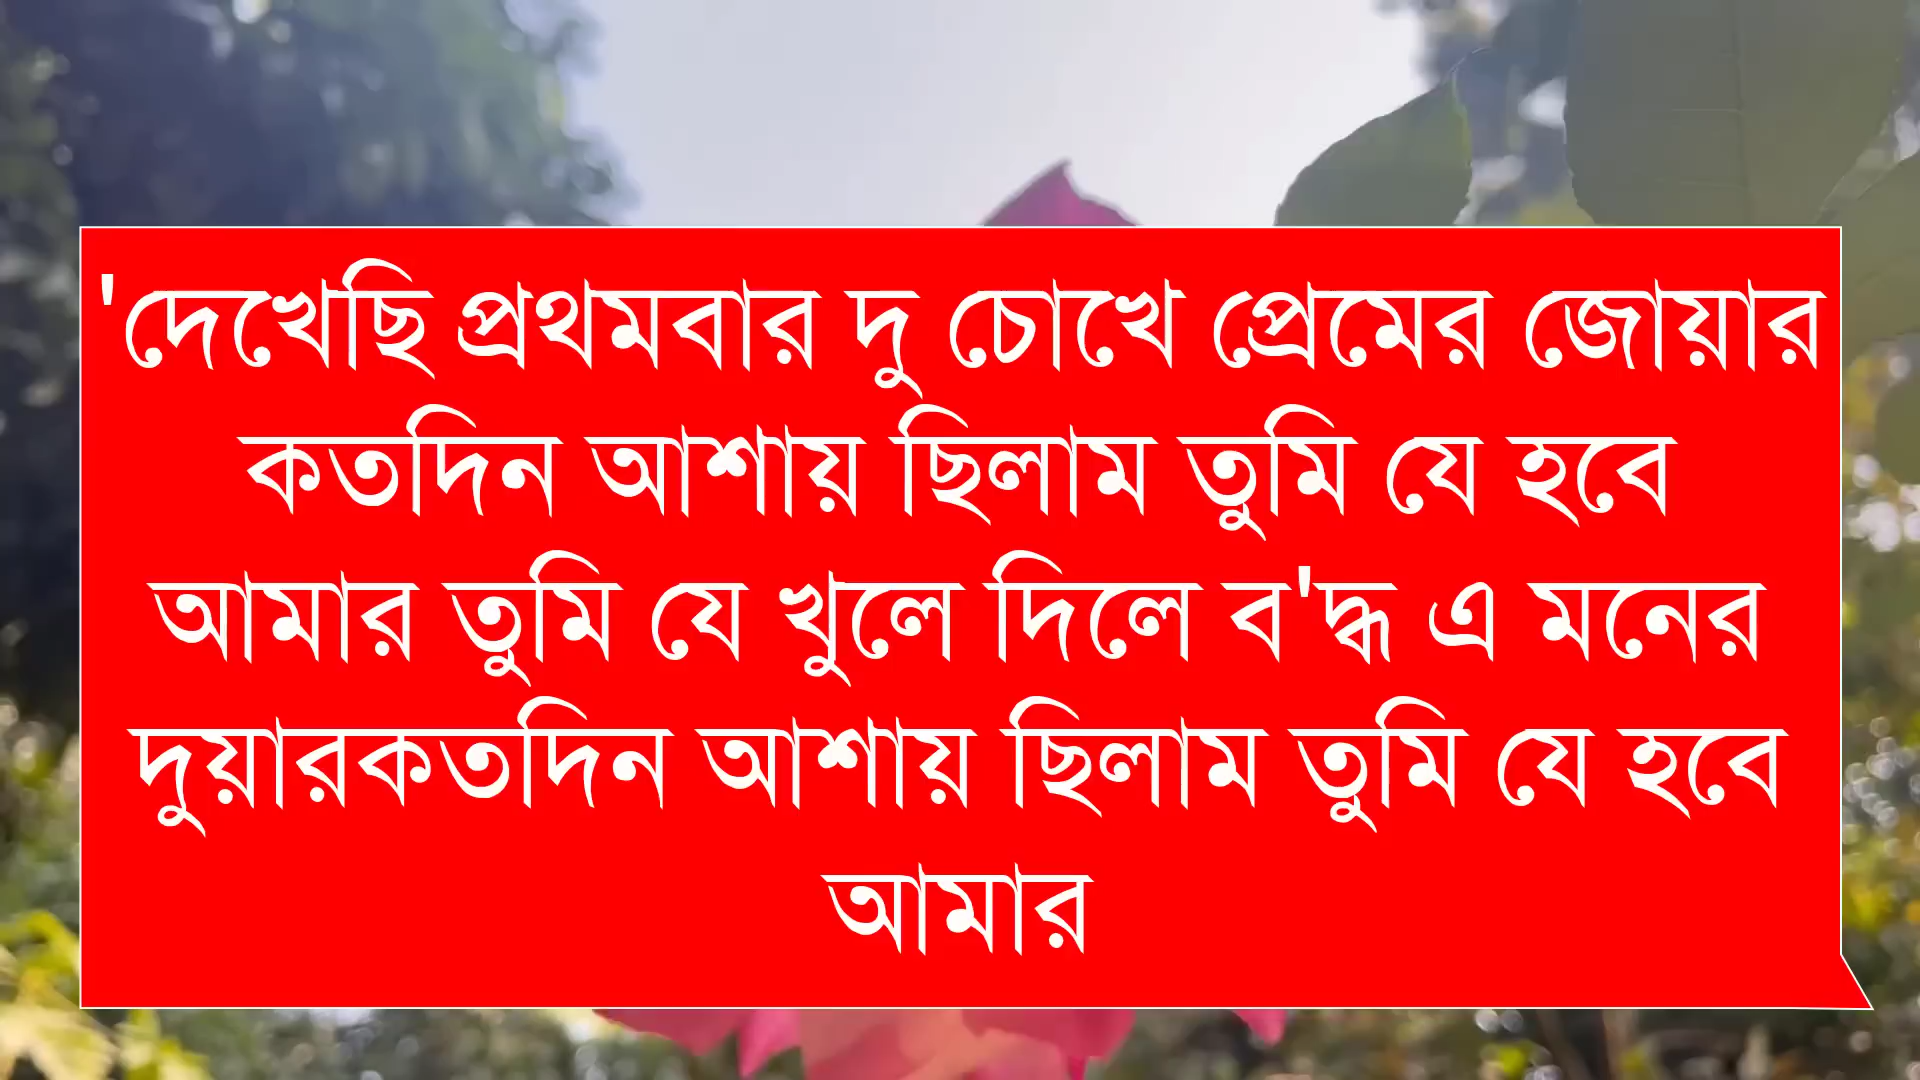 'দেখেছি প্রথমবার দু চোখে প্রেমের জোয়ার
কতদিন আশায় ছিলাম তুমি যে হবে
আমার তুমি যে খুলে দিলে ব'দ্ধ এ মনের
দুয়ারকতদিন আশায় ছিলাম তুমি যে হবে
আমার